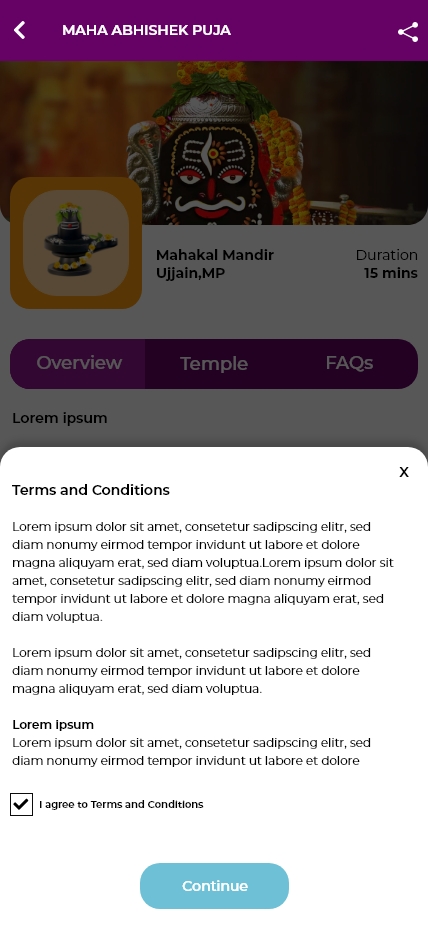 MAHA ABHISHEK PUJA
Mahakal Mandir
Ujjain,MP
Duration
15 mins
Overview
Temple
FAQs
Lorem ipsum
X
Terms and Conditions
Lorem ipsum dolor sit amet, consetetur sadipscing elitr, sed
diam nonumy eirmod tempor invidunt ut labore et dolore
magna aliquyam erat, sed diam voluptua.Lorem ipsum dolor sit
amet, consetetur sadipscing elitr, sed diam nonumy eirmod
tempor invidunt ut labore et dolore magna aliquyam erat, sed
diam voluptua.
Lorem ipsum dolor sit amet, consetetur sadipscing elitr, sed
diam nonumy eirmod tempor invidunt ut labore et dolore
magna aliquyam erat, sed diam voluptua.
Lorem ipsum
Lorem ipsum dolor sit amet, consetetur sadipscing elitr, sed
diam nonumy eirmod tempor invidunt ut labore et dolore
I agree to Terms and Conditions
Continue